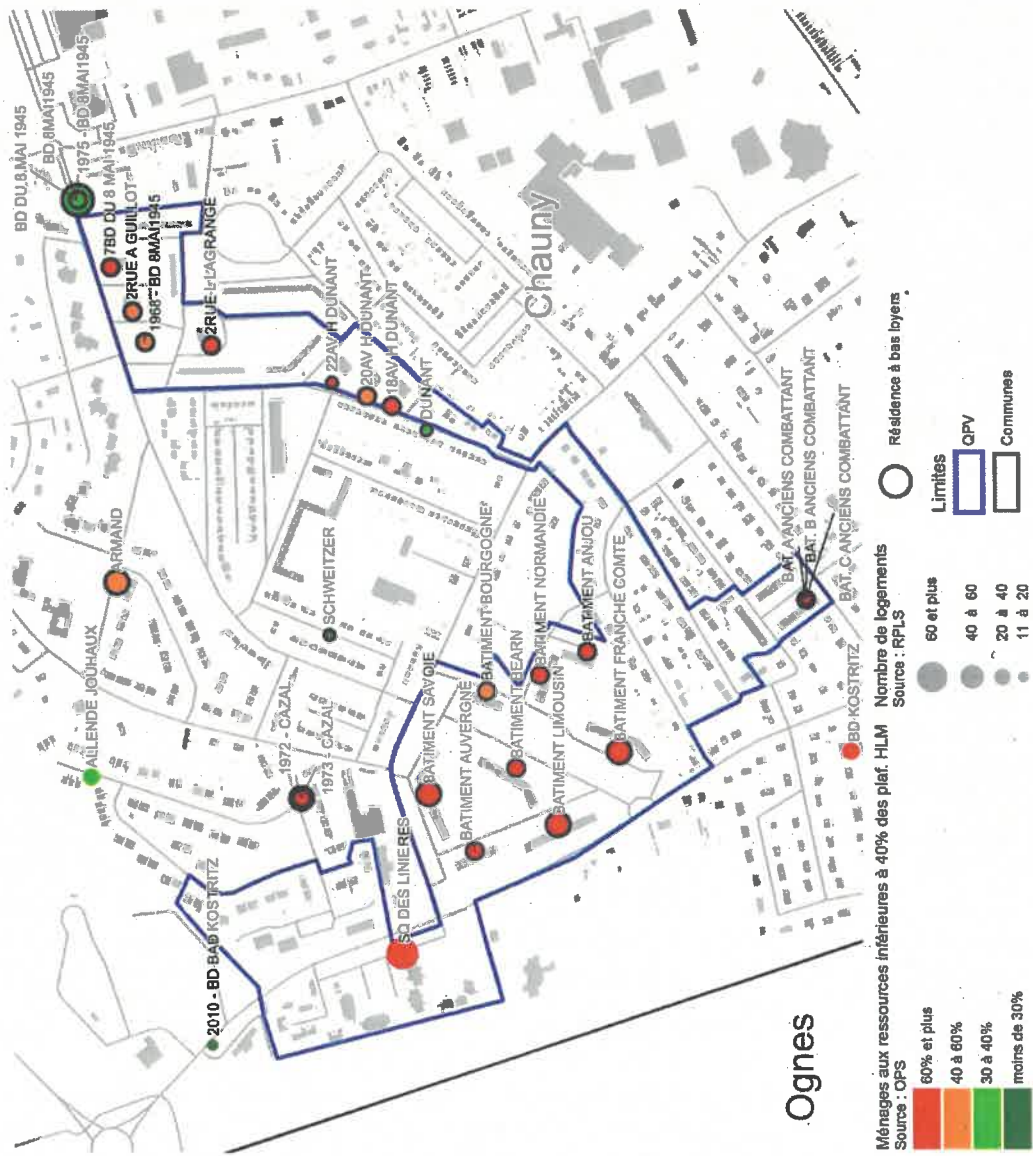 BD DU 8 MAI 1945
BD 8MAI1945
1975 - BD 8MAI1945
7BD DU 8 MAI 1945
2RUE A GUILLOT
1968 - BD 8MAI1945
2RUE L LAGRANGE
ARMAND
ALLENDE JOUHAUX
22AV H DUNANT
20AV H DUNANT
18AV H DUNANT
DUNANT
Chauny
SCHWEITZER
1972 - CAZAL
1973 - CAZAL
2010 - BD BAD KOSTRITZ
SQ DES LINIERES
BATIMENT SAVOIE
BATIMENT AUVERGNE
BATIMENT BOURGOGNE
BATIMENT BEARN
BATIMENT NORMANDIE
BATIMENT LIMOUSIN
BATIMENT ANJOU
BATIMENT FRANCHE COMTE
BAT. A ANCIENS COMBATTANT
BAT. B ANCIENS COMBATTANT
BAT. C ANCIENS COMBATTANT
BD KOSTRITZ
Ognes
Ménages aux ressources inférieures à 40% des plaf. HLM
Source : OPS
60% et plus
40 à 60%
30 à 40%
moins de 30%
Nombre de logements
Source : RPLS
60 et plus
40 à 60
20 à 40
11 à 20
Résidence à bas loyers
Limites
QPV
Communes